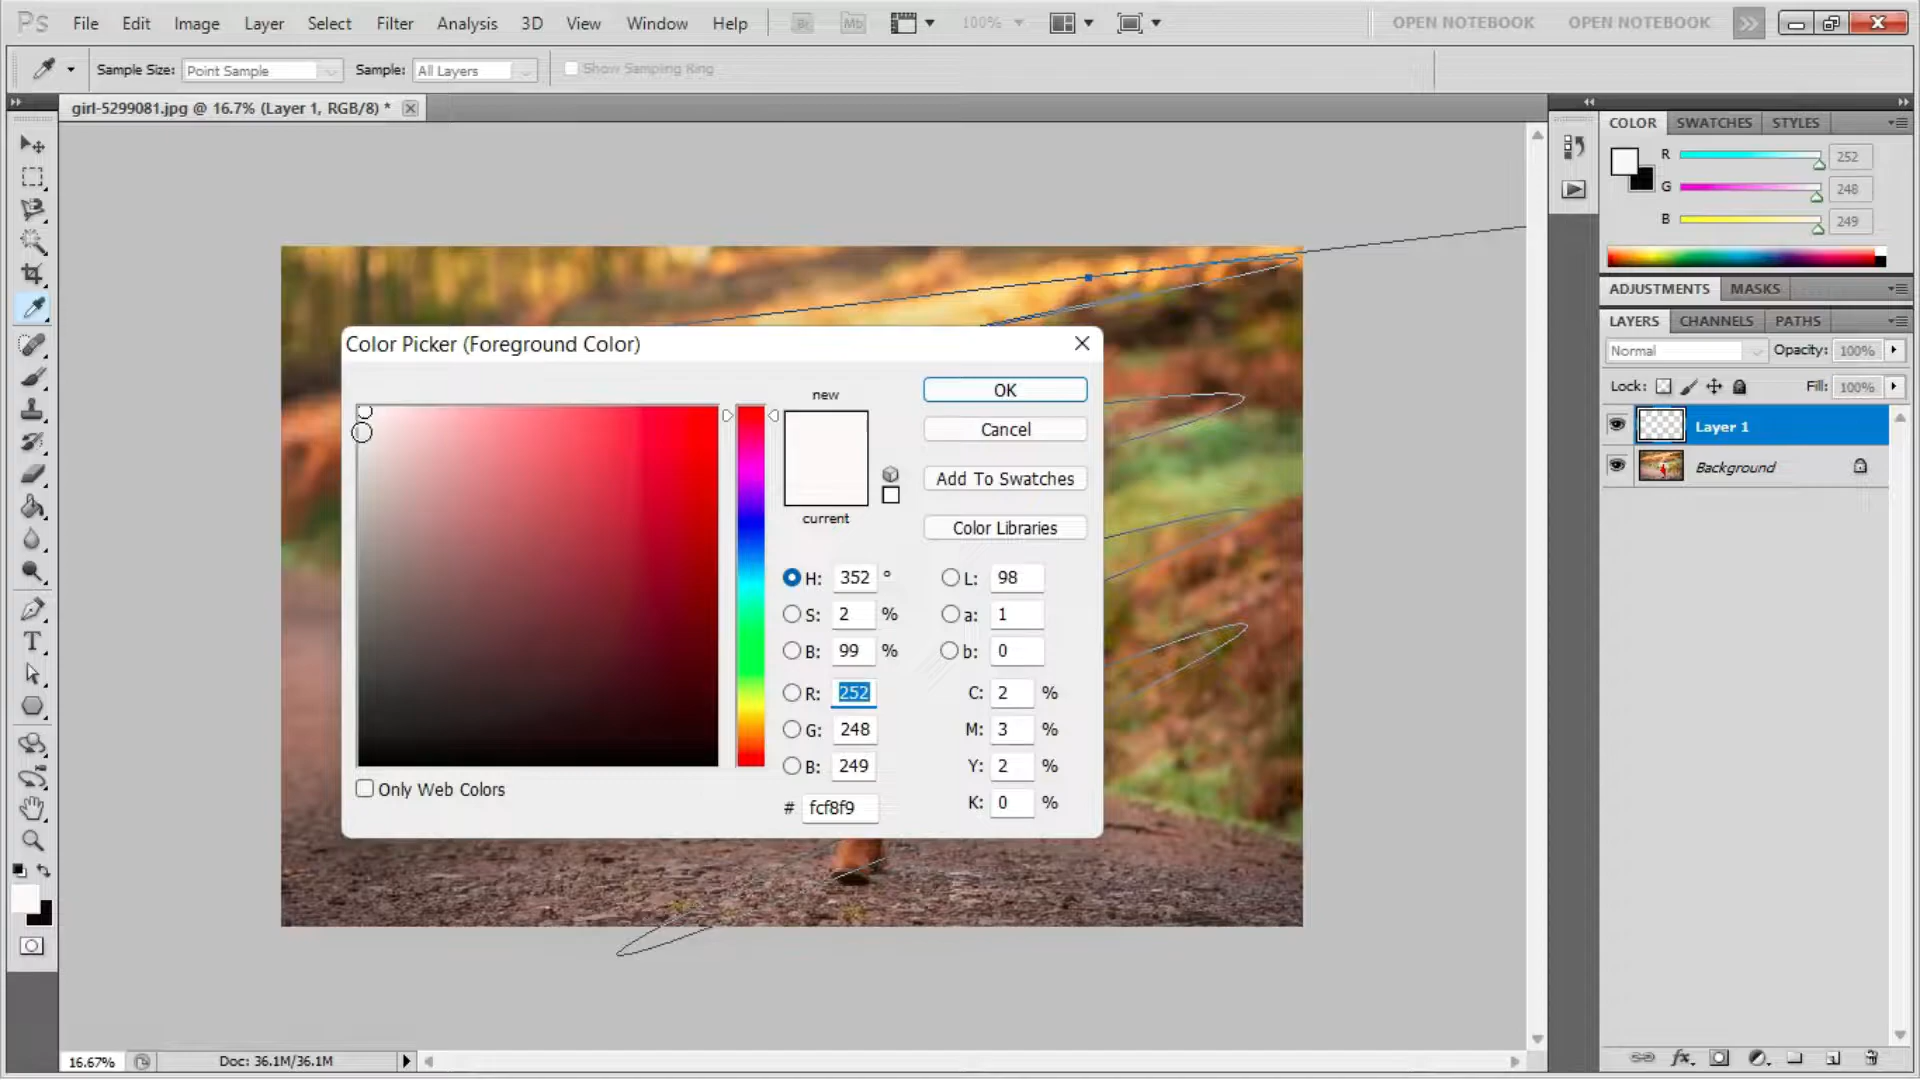 Ps File Edit Image Layer Select Filter Analysis 3D View Window Help Br Mb 100% OPEN NOTEBOOK OPEN NOTEBOOK
Sample Size: Point Sample Sample: All Layers Show Sampling Ring
girl-5299081.jpg @ 16.7% (Layer 1, RGB/8) *
COLOR SWATCHES STYLES
R 252
G 248
B 249
ADJUSTMENTS MASKS
LAYERS CHANNELS PATHS
Normal Opacity: 100%
Lock: Fill: 100%
Layer 1
Background
Color Picker (Foreground Color)
new
current
OK
Cancel
Add To Swatches
Color Libraries
H: 352 ° L: 98
S: 2 % a: 1
B: 99 % b: 0
R: 252 C: 2 %
G: 248 M: 3 %
B: 249 Y: 2 %
# fcf8f9 K: 0 %
Only Web Colors
T
16.67% Doc: 36.1M/36.1M
fx